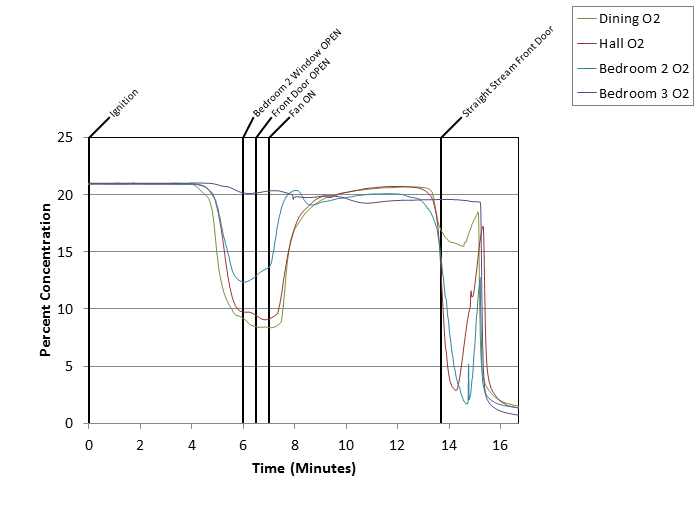 Dining O2
Hall O2
Bedroom 2 O2
Bedroom 3 O2
Ignition
Bedroom 2 Window OPEN
Front Door OPEN
Fan ON
Straight Stream Front Door
25
20
15
10
5
0
Percent Concentration
0 2 4 6 8 10 12 14 16
Time (Minutes)